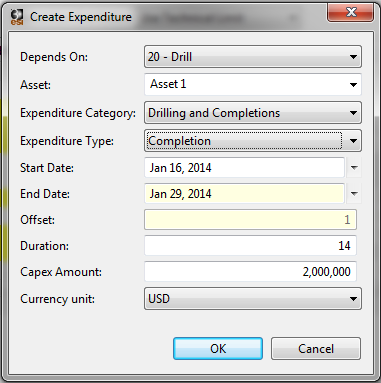 esi Create Expenditure
Depends On: 20 - Drill
Asset: Asset 1
Expenditure Category: Drilling and Completions
Expenditure Type: Completion
Start Date: Jan 16, 2014
End Date: Jan 29, 2014
Offset: 1
Duration: 14
Capex Amount: 2,000,000
Currency unit: USD
OK Cancel